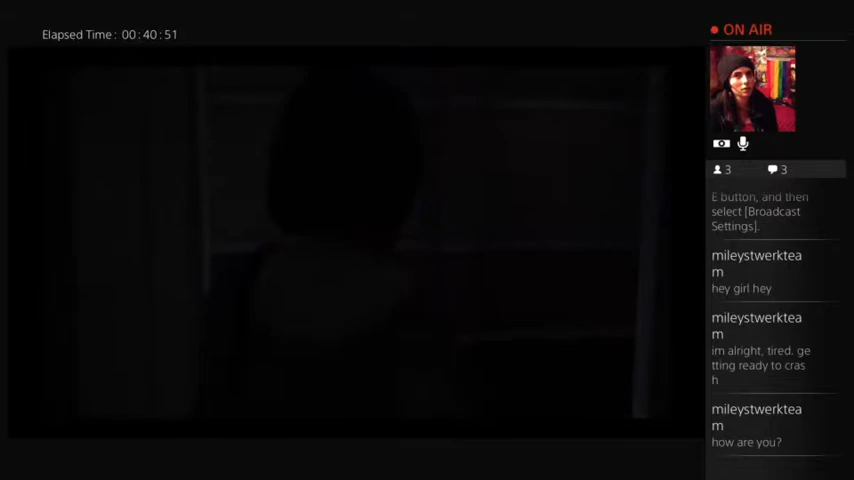 Elapsed Time : 00:40:51
ON AIR
3 3
E button, and then
select [Broadcast
Settings].
mileystwerktea
m
hey girl hey
mileystwerktea
m
im alright, tired. ge
tting ready to cras
h
mileystwerktea
m
how are you?